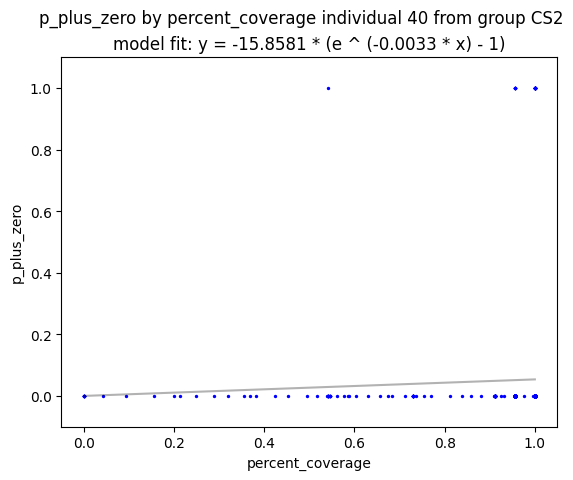 p_plus_zero by percent_coverage individual 40 from group CS2
model fit: y = -15.8581 * (e ^ (-0.0033 * x) - 1)
1.0
0.8
0.6
0.4
0.2
0.0
p_plus_zero
0.0 0.2 0.4 0.6 0.8 1.0
percent_coverage